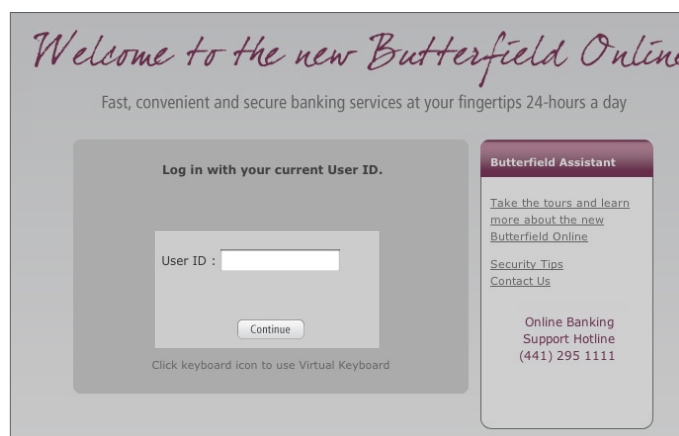 Welcome to the new Butterfield Online
Fast, convenient and secure banking services at your fingertips 24-hours a day
Log in with your current User ID.
User ID :
Continue
Click keyboard icon to use Virtual Keyboard
Butterfield Assistant
Take the tours and learn
more about the new
Butterfield Online
Security Tips
Contact Us
Online Banking
Support Hotline
(441) 295 1111